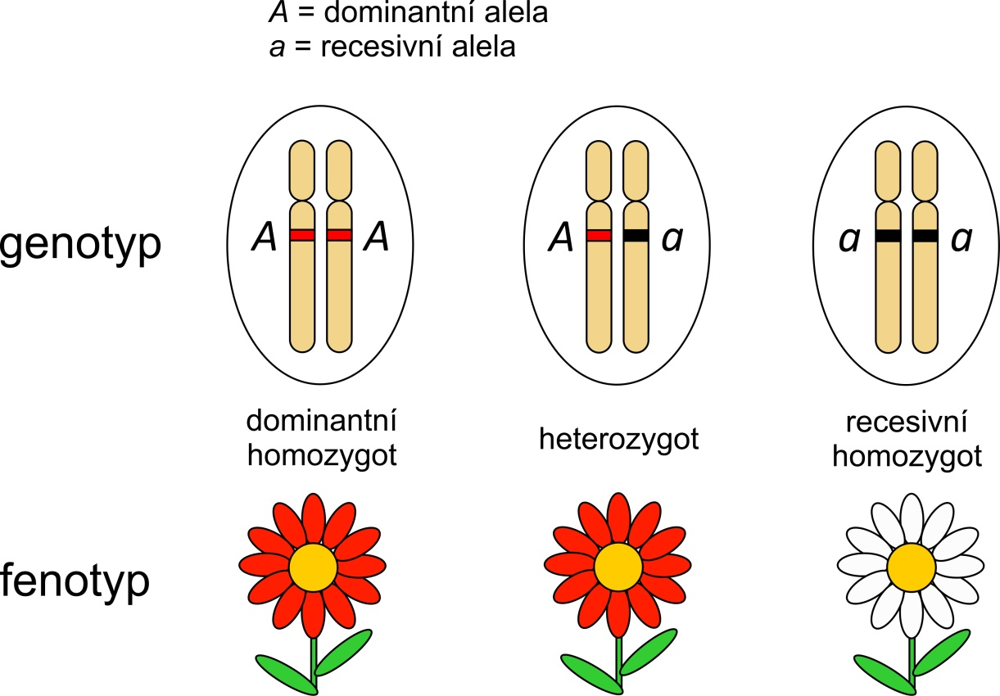 A = dominantní alela
a = recesivní alela
genotyp
A A
A a
a a
dominantní
homozygot
heterozygot
recesivní
homozygot
fenotyp